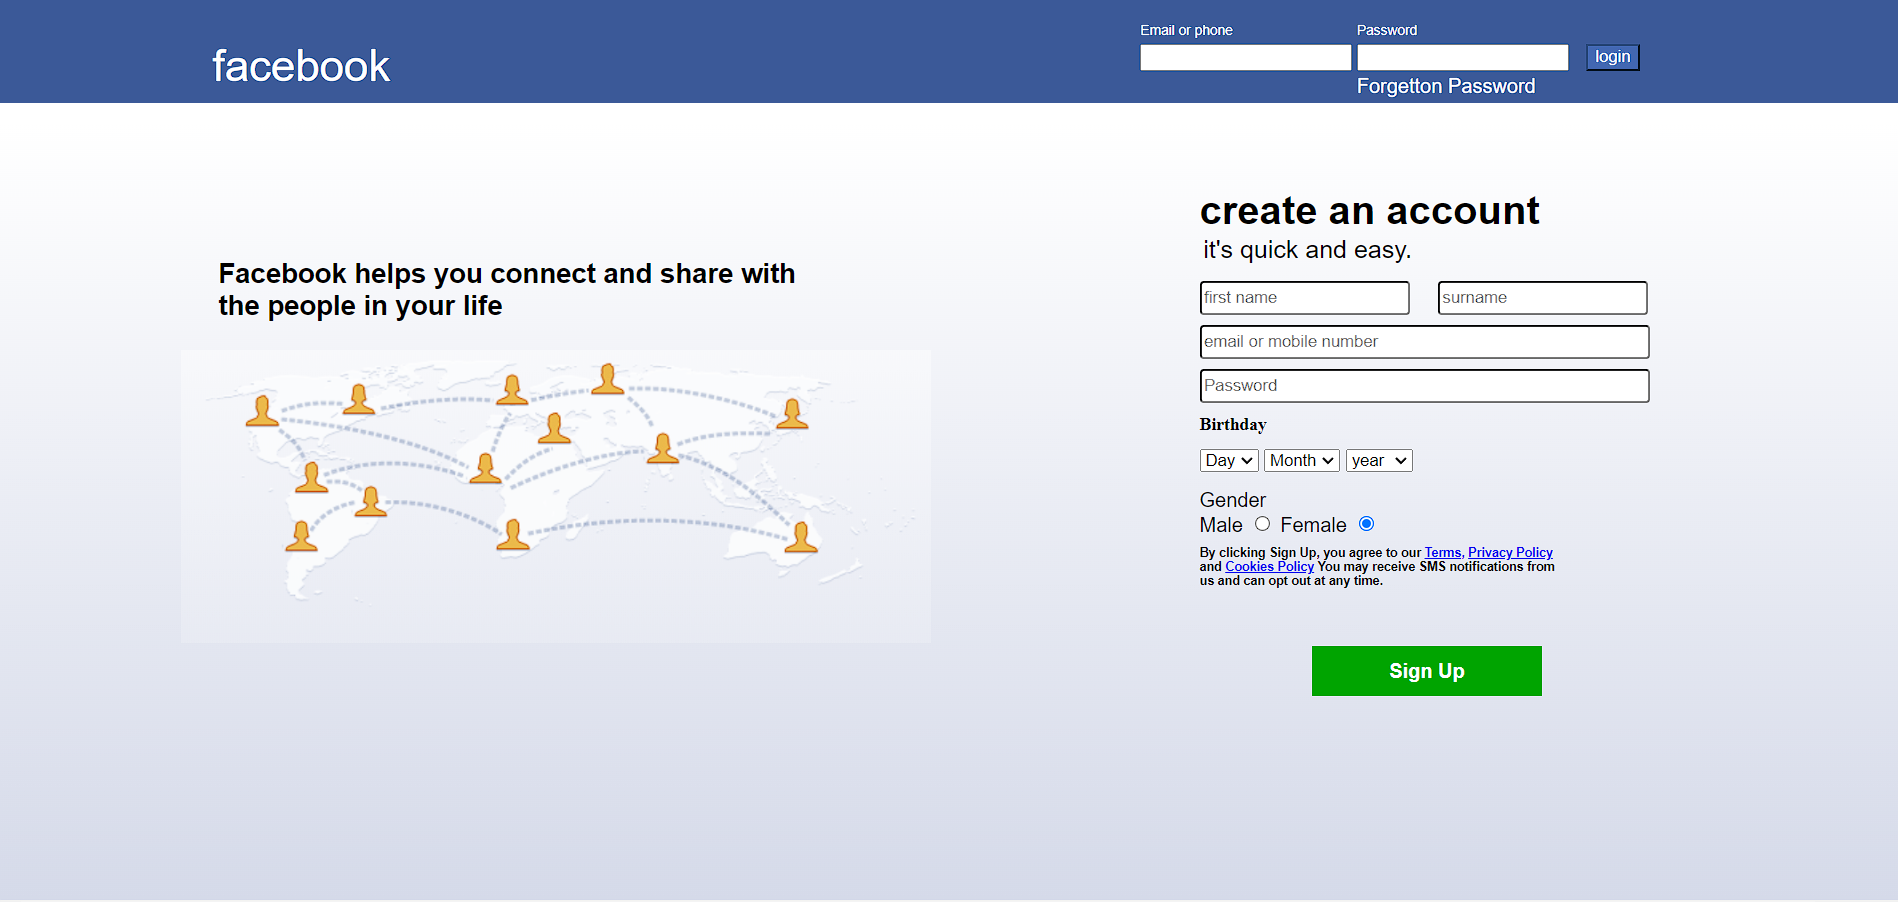 facebook
Email or phone
Password
login
Forgetton Password
Facebook helps you connect and share with
the people in your life
create an account
it's quick and easy.
first name
surname
email or mobile number
Password
Birthday
Day
Month
year
Gender
Male
Female
By clicking Sign Up, you agree to our Terms, Privacy Policy
and Cookies Policy You may receive SMS notifications from
us and can opt out at any time.
Sign Up